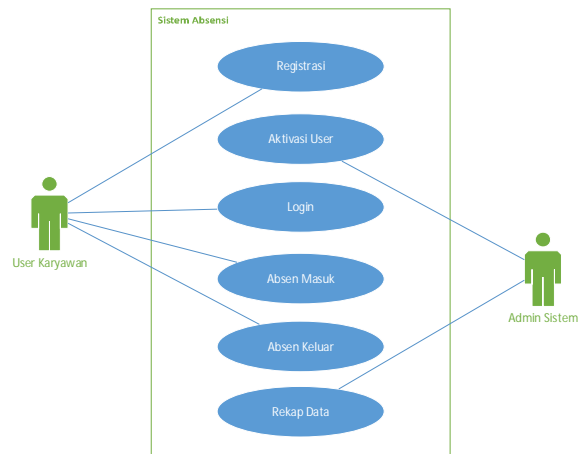 Sistem Absensi
Registrasi
Aktivasi User
Login
User Karyawan
Absen Masuk
Admin Sistem
Absen Keluar
Rekap Data